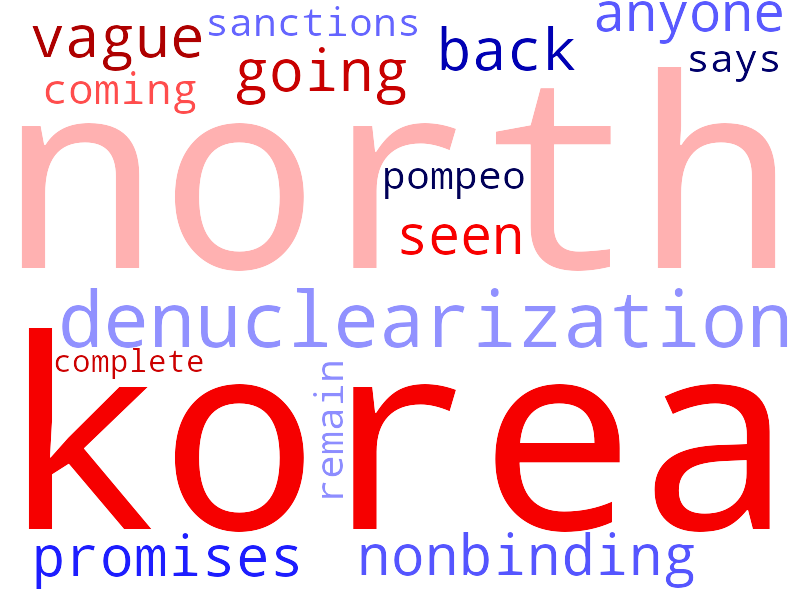 vague sanctions back anyone
coming going says
north
pompeo
seen
denuclearization
complete
korea
remain
promises nonbinding